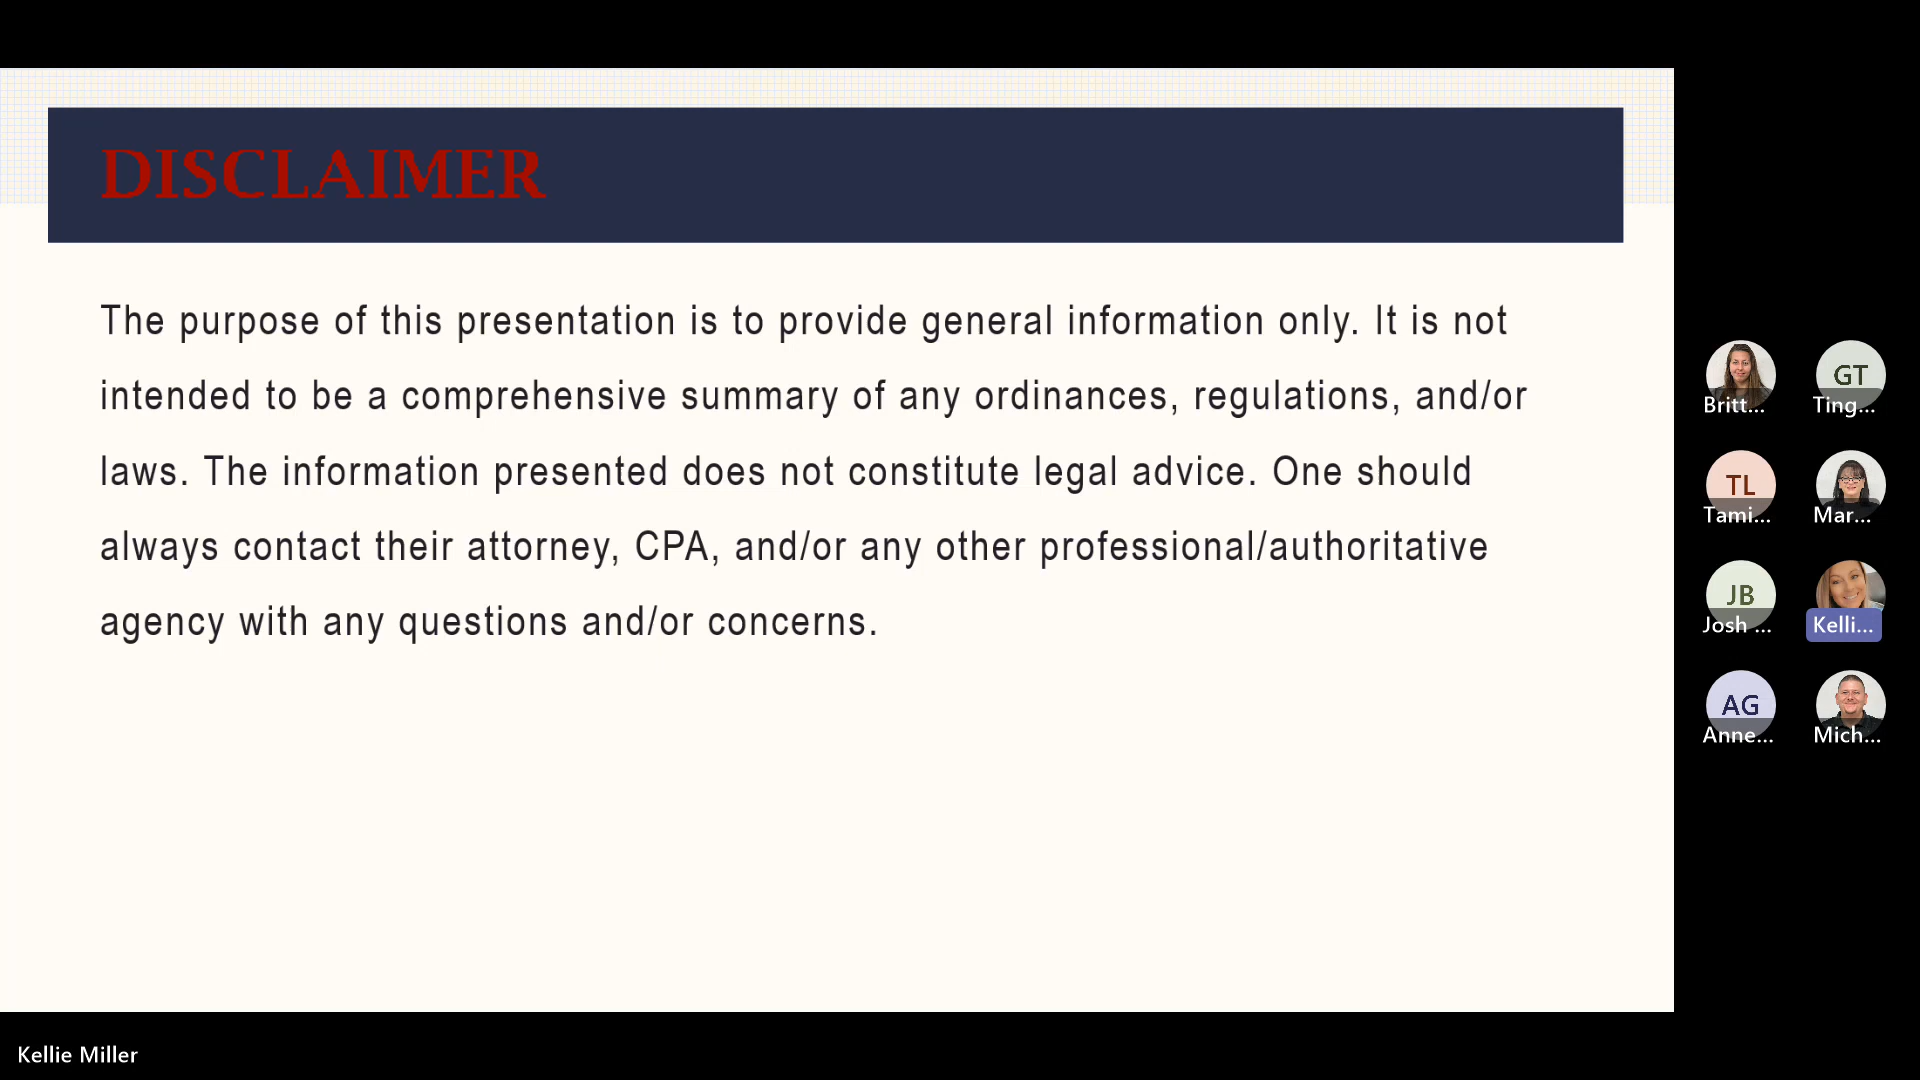 DISCLAIMER
The purpose of this presentation is to provide general information only. It is not
intended to be a comprehensive summary of any ordinances, regulations, and/or
laws. The information presented does not constitute legal advice. One should
always contact their attorney, CPA, and/or any other professional/authoritative
agency with any questions and/or concerns.
Britt...
GT
Ting...
TL
Tami...
Mar...
JB
Josh ...
Kelli...
AG
Anne...
Mich...
Kellie Miller